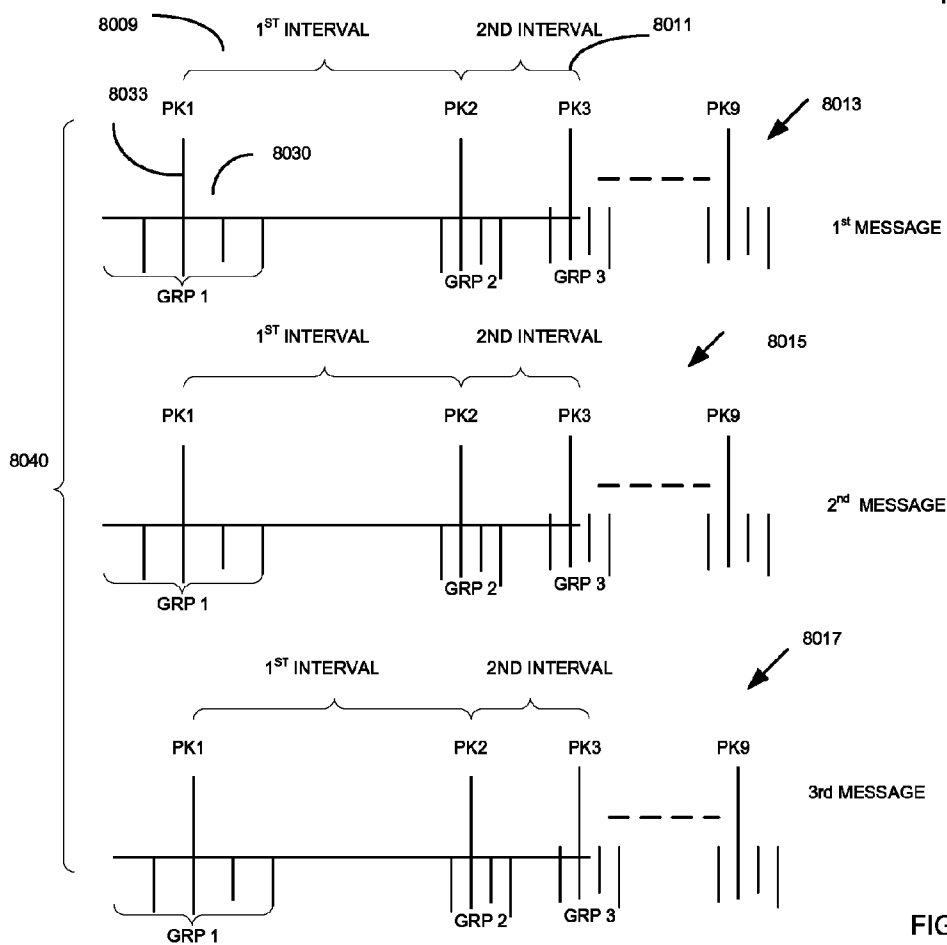 8009
1ST INTERVAL
2ND INTERVAL
8011
8033
PK1
PK2
PK3
PK9
8013
8030
1st MESSAGE
GRP 1
GRP 2
GRP 3
1ST INTERVAL
2ND INTERVAL
8015
PK1
PK2
PK3
PK9
8040
2nd MESSAGE
GRP 1
GRP 2
GRP 3
8017
1ST INTERVAL
2ND INTERVAL
PK1
PK2
PK3
PK9
3rd MESSAGE
GRP 1
GRP 2
GRP 3
FIG